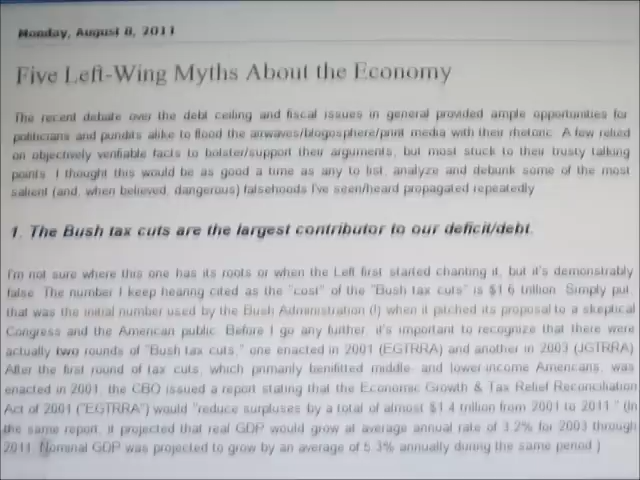 Monday, August 8, 2011
Five Left-Wing Myths About the Economy
The recent debate over the debt ceiling and fiscal issues in general provided ample opportunities for
politicians and pundits alike to flood the airwaves/blogosphere/print media with their rhetoric. A few relied
on objectively verifiable facts to bolster/support their arguments, but most stuck to their trusty talking
points. I thought this would be as good a time as any to list, analyze and debunk some of the most
salient (and, when believed, dangerous) falsehoods I've seen/heard propagated repeatedly.
1. The Bush tax cuts are the largest contributor to our deficit/debt.
I'm not sure where this one has its roots or when the Left first started chanting it, but it's demonstrably
false. The number I keep hearing cited as the "cost" of the "Bush tax cuts" is $1.6 trillion. Simply put,
that was the initial number used by the Bush Administration (!) when it pitched its proposal to a skeptical
Congress and the American public. Before I go any further, it's important to recognize that there were
actually two rounds of "Bush tax cuts," one enacted in 2001 (EGTRRA) and another in 2003 (JGTRRA).
After the first round of tax cuts, which primarily benifitted middle- and lower-income Americans, was
enacted in 2001, the CBO issued a report stating that the Economic Growth & Tax Relief Reconciliation
Act of 2001 ("EGTRRA") would "reduce surpluses by a total of almost $1.4 trillion from 2001 to 2011." (In
the same report, it projected that real GDP would grow at average annual rate of 3.2% for 2003 through
2011. Nominal GDP was projected to grow by an average of 5.3% annually during the same period.)